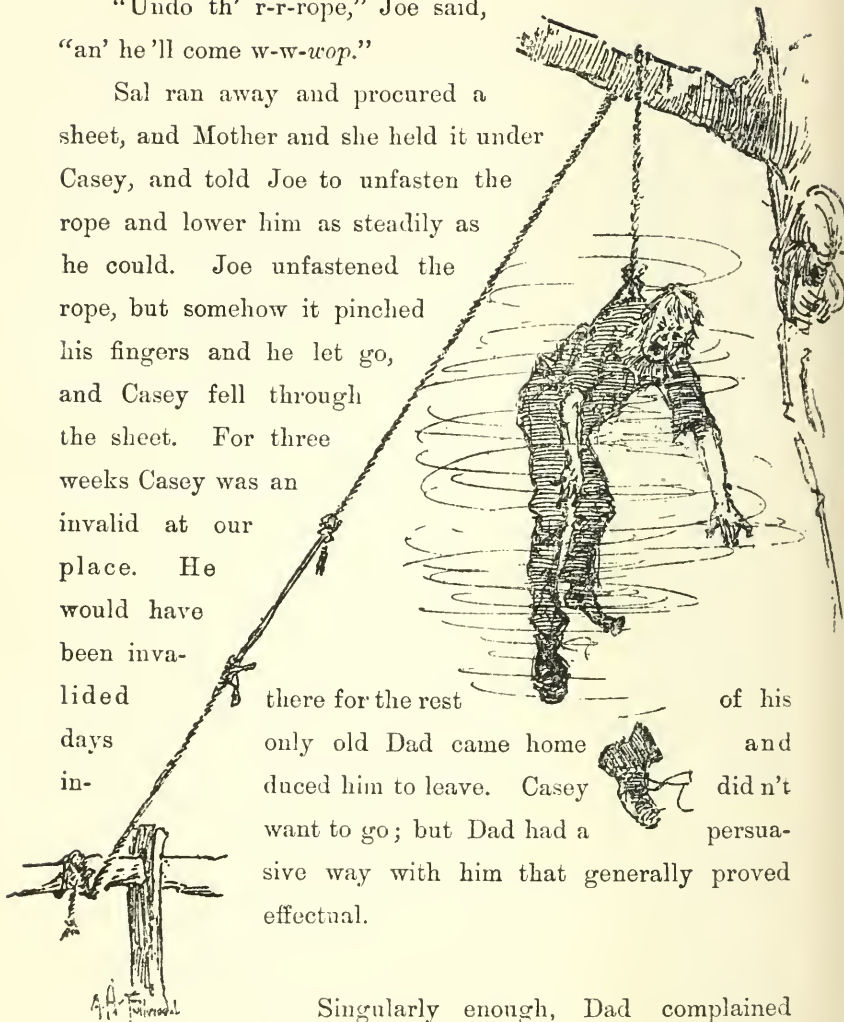 "Undo th' r-r-rope," Joe said,
"an' he 'll come w-w-wop."
Sal ran away and procured a
sheet, and Mother and she held it under
Casey, and told Joe to unfasten the
rope and lower him as steadily as
he could. Joe unfastened the
rope, but somehow it pinched
his fingers and he let go,
and Casey fell through
the sheet. For three
weeks Casey was an
invalid at our
place. He
would have
been inva-
lided there for the rest of his
days only old Dad came home and
in- duced him to leave. Casey did n't
want to go; but Dad had a persua-
sive way with him that generally proved
effectual.
Singularly enough, Dad complained